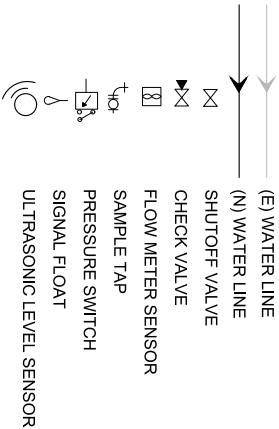 (E) WATER LINE
(N) WATER LINE
SHUTOFF VALVE
CHECK VALVE
FLOW METER SENSOR
SAMPLE TAP
PRESSURE SWITCH
SIGNAL FLOAT
ULTRASONIC LEVEL SENSOR